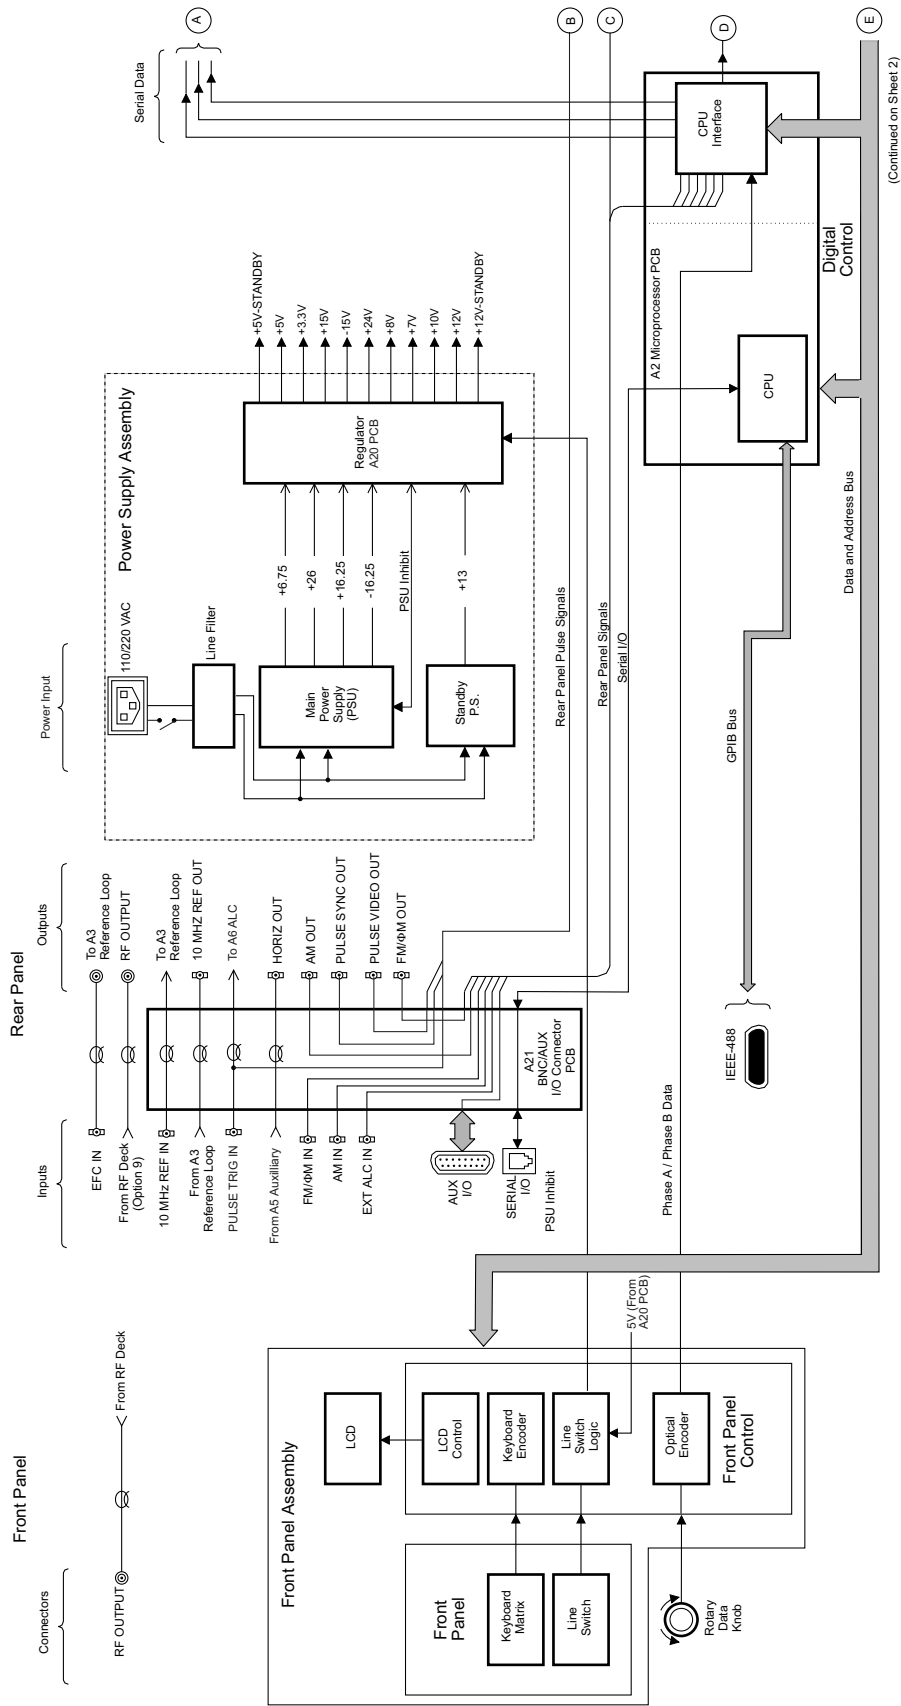 Front Panel
Connectors
RF OUTPUT
From RF Deck
Rear Panel
Inputs
Outputs
EFC IN
To A3
Reference Loop
From RF Deck
(Option 9)
RF OUTPUT
10 MHz REF IN
To A3
Reference Loop
From A3
Reference Loop
10 MHZ REF OUT
PULSE TRIG IN
To A6 ALC
From A5 Auxilliary
HORIZ OUT
FM/ΦM IN
AM OUT
AM IN
PULSE SYNC OUT
EXT ALC IN
PULSE VIDEO OUT
FM/ΦM OUT
AUX
I/O
SERIAL
I/O
A21
BNC/AUX
I/O Connector
PCB
PSU Inhibit
Power Input
110/220 VAC
Line Filter
Power Supply Assembly
Main
Power
Supply
(PSU)
Standby
P.S.
+6.75
+26
+16.25
-16.25
PSU Inhibit
+13
Regulator
A20 PCB
+5V-STANDBY
+5V
+3.3V
+15V
-15V
+24V
+8V
+7V
+10V
+12V
+12V-STANDBY
Serial Data
A
B
C
D
E
Rear Panel Pulse Signals
Rear Panel Signals
Serial I/O
A2 Microprocessor PCB
CPU
Interface
CPU
Digital
Control
GPIB Bus
IEEE-488
Phase A / Phase B Data
Data and Address Bus
(Continued on Sheet 2)
Front Panel Assembly
LCD
LCD
Control
Keyboard
Encoder
Line
Switch
Logic
5V (From
A20 PCB)
Optical
Encoder
Front Panel
Control
Front
Panel
Keyboard
Matrix
Line
Switch
Rotary
Data
Knob